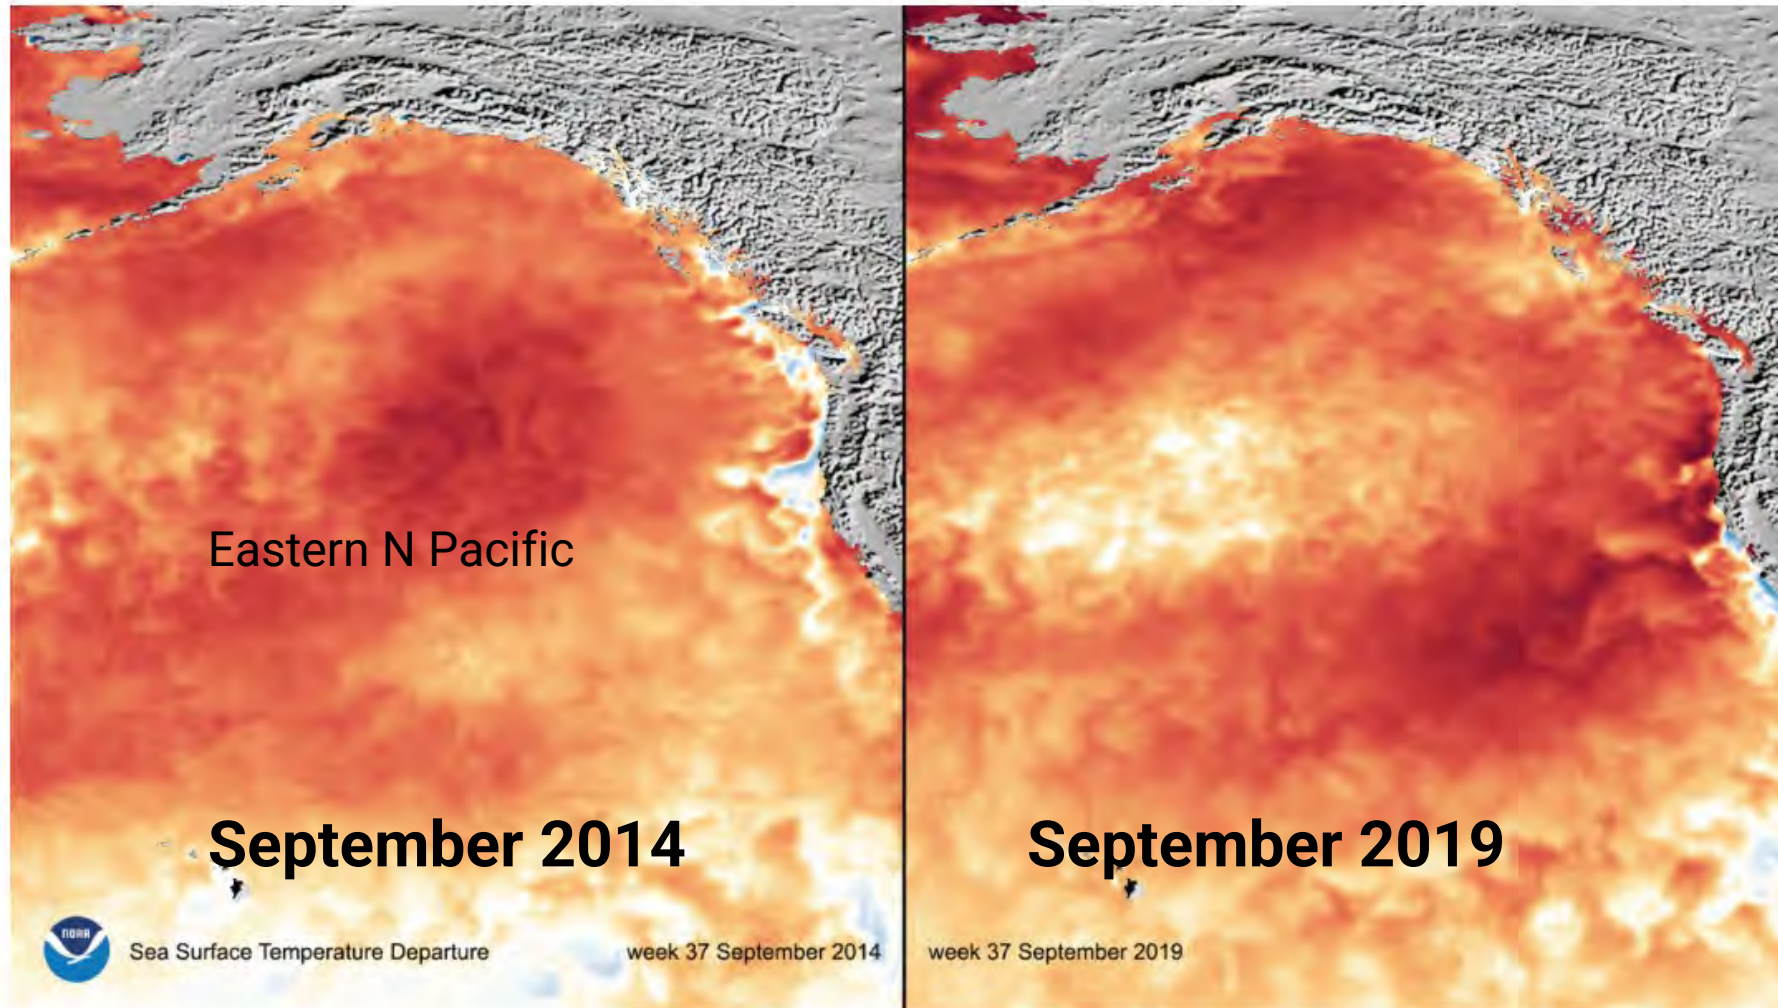 Eastern N Pacific
September 2014
September 2019
NOAA
Sea Surface Temperature Departure
week 37 September 2014
week 37 September 2019